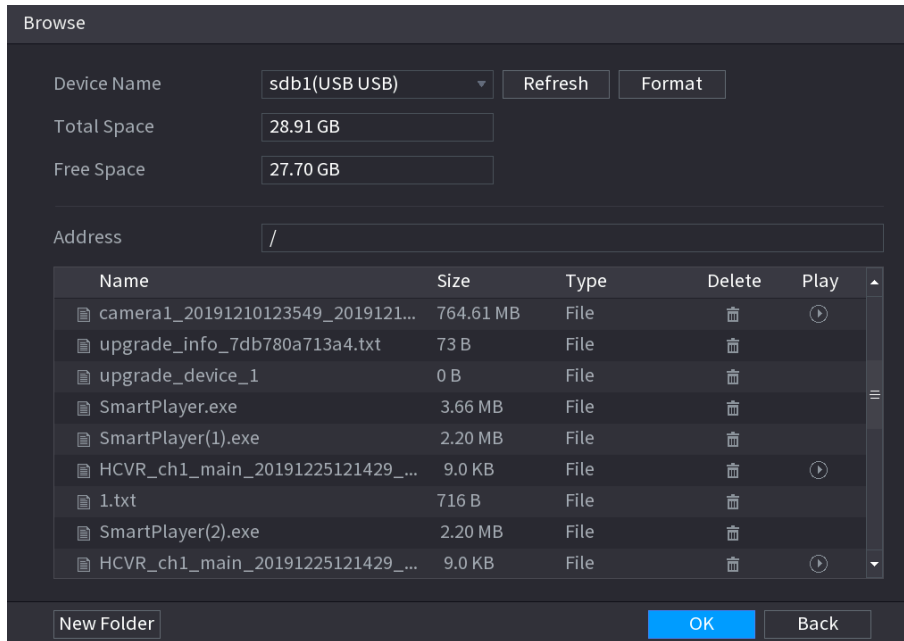 Browse
Device Name sdb1(USB USB) Refresh Format
Total Space 28.91 GB
Free Space 27.70 GB
Address /
Name Size Type Delete Play
camera1_20191210123549_2019121... 764.61 MB File
upgrade_info_7db780a713a4.txt 73 B File
upgrade_device_1 0 B File
SmartPlayer.exe 3.66 MB File
SmartPlayer(1).exe 2.20 MB File
HCVR_ch1_main_20191225121429_... 9.0 KB File
1.txt 716 B File
SmartPlayer(2).exe 2.20 MB File
HCVR_ch1_main_20191225121429_... 9.0 KB File
New Folder OK Back